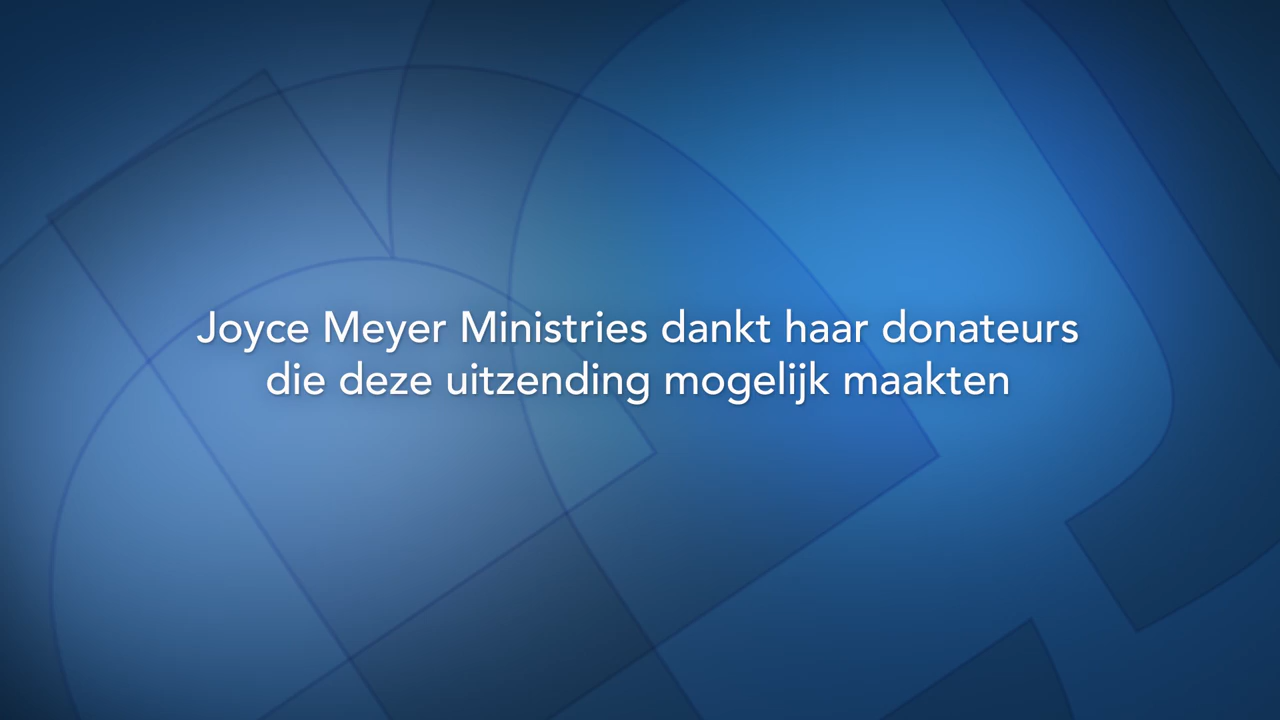 Joyce Meyer Ministries dankt haar donateurs
die deze uitzending mogelijk maakten